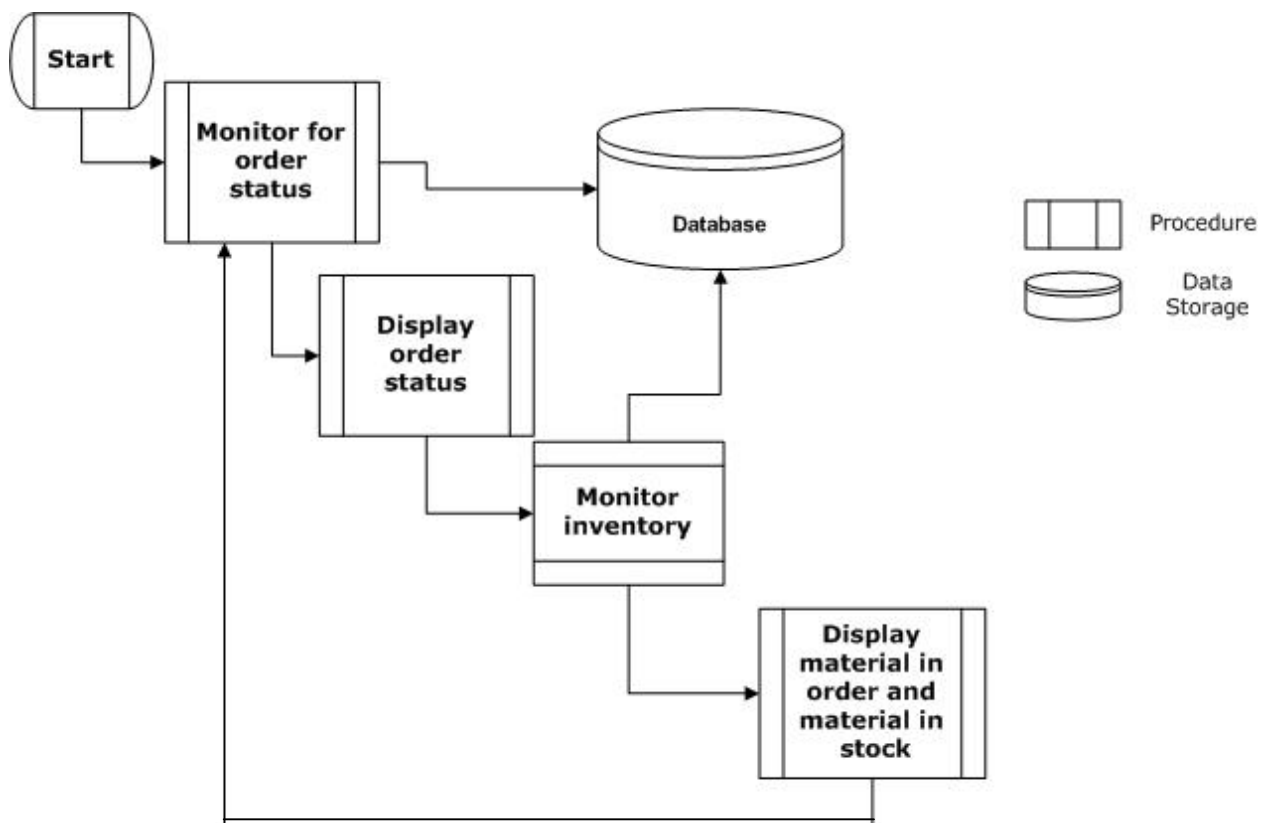 Start
Monitor for
order
status
Database
Procedure
Data
Storage
Display
order
status
Monitor
inventory
Display
material in
order and
material in
stock